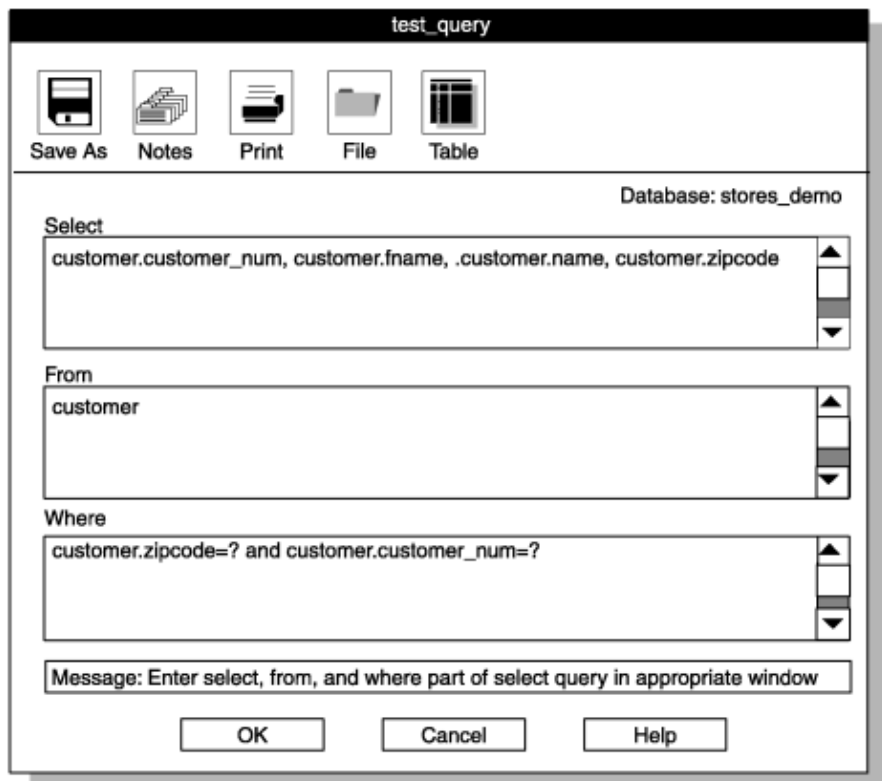 test_query
Save As Notes Print File Table
Database: stores_demo
Select
customer.customer_num, customer.fname, .customer.name, customer.zipcode
From
customer
Where
customer.zipcode=? and customer.customer_num=?
Message: Enter select, from, and where part of select query in appropriate window
OK Cancel Help